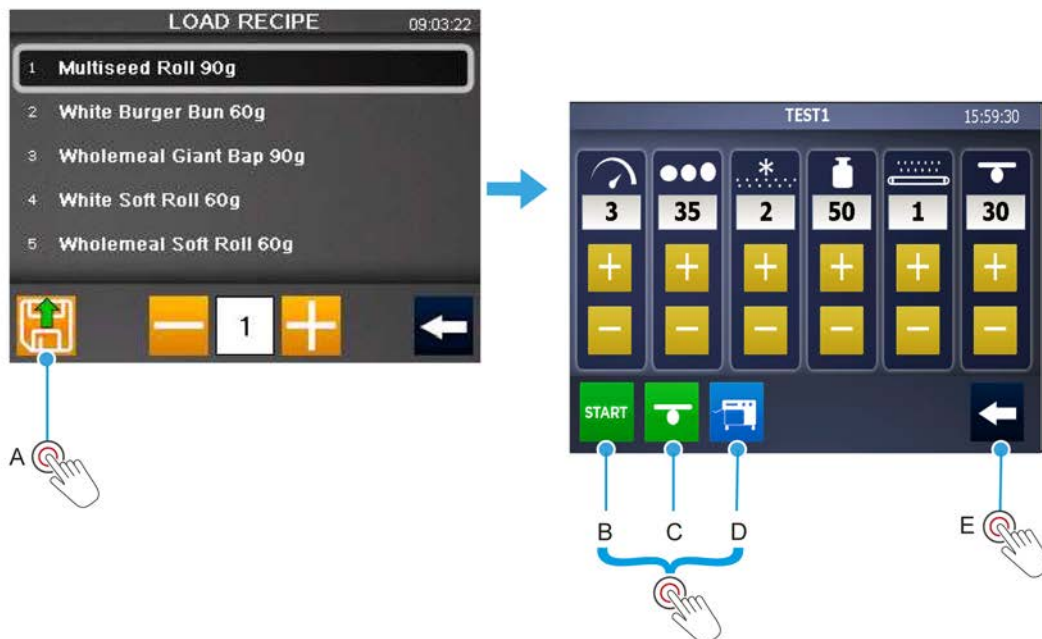 LOAD RECIPE 09:03:22
1 Multiseed Roll 90g
2 White Burger Bun 60g
3 Wholemeal Giant Bap 90g
4 White Soft Roll 60g
5 Wholemeal Soft Roll 60g
1
A
TEST1 15:59:30
3 35 2 50 1 30
START
B C D E